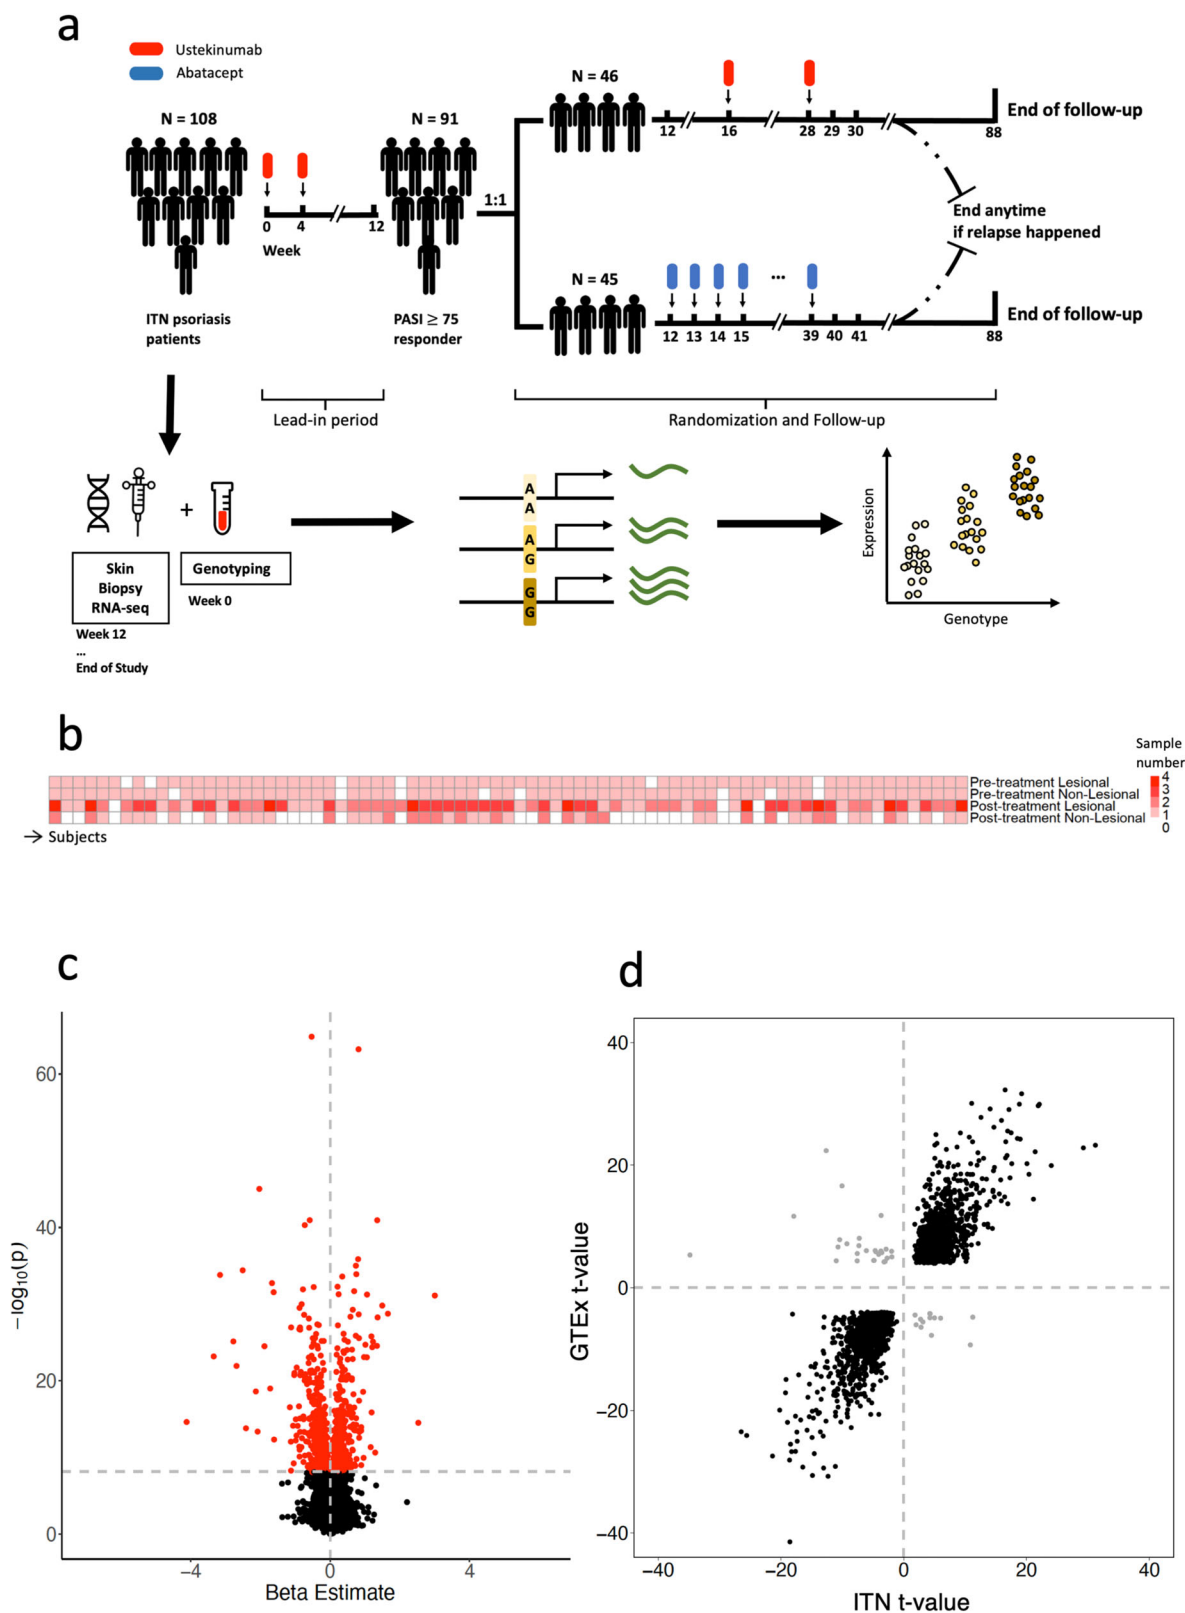 a
Ustekinumab
Abatacept
N = 108
N = 91
N = 46
12
16
28
29
30
88
End of follow-up
0
4
12
Week
1:1
End anytime
if relapse happened
N = 45
12
13
14
15
...
39
40
41
88
End of follow-up
ITN psoriasis
patients
PASI ≥ 75
responder
Lead-in period
Randomization and Follow-up
+
Skin
Biopsy
RNA-seq
Genotyping
Week 0
Week 12
...
End of Study
A
A
A
G
G
G
Expression
Genotype
b
Sample
number
4
3
2
1
0
Pre-treatment Lesional
Pre-treatment Non-Lesional
Post-treatment Lesional
Post-treatment Non-Lesional
→ Subjects
c
−log₁₀(p)
60
40
20
0
−4
0
4
Beta Estimate
d
GTEx t-value
40
20
0
−20
−40
−40
−20
0
20
40
ITN t-value